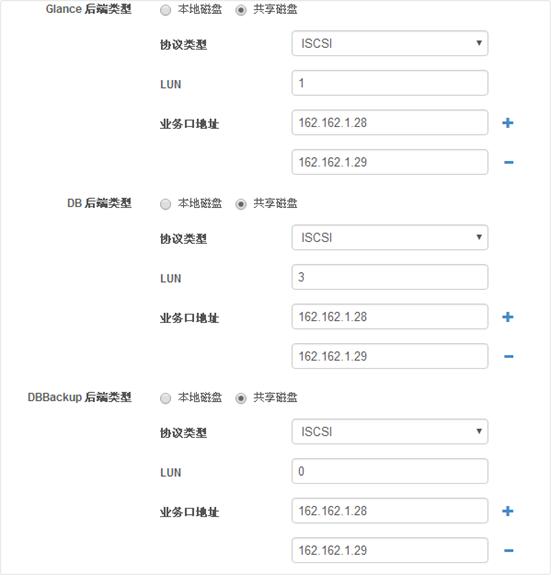 Glance 后端类型 本地磁盘 共享磁盘
协议类型 ISCSI
LUN 1
业务口地址 162.162.1.28
162.162.1.29
DB 后端类型 本地磁盘 共享磁盘
协议类型 ISCSI
LUN 3
业务口地址 162.162.1.28
162.162.1.29
DBBackup 后端类型 本地磁盘 共享磁盘
协议类型 ISCSI
LUN 0
业务口地址 162.162.1.28
162.162.1.29